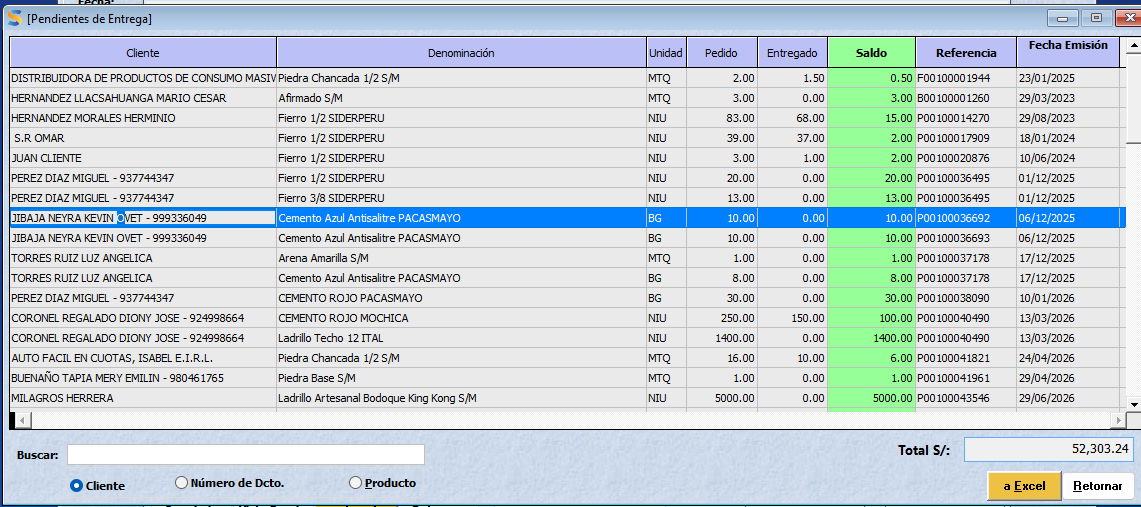 Fecha:
[Pendientes de Entrega]
Cliente Denominación Unidad Pedido Entregado Saldo Referencia Fecha Emisión
DISTRIBUIDORA DE PRODUCTOS DE CONSUMO MASIV Piedra Chancada 1/2 S/M MTQ 2.00 1.50 0.50 F00100001944 23/01/2025
HERNANDEZ LLACSAHUANGA MARIO CESAR Afirmado S/M MTQ 3.00 0.00 3.00 B00100001260 29/03/2023
HERNANDEZ MORALES HERMINIO Fierro 1/2 SIDERPERU NIU 83.00 68.00 15.00 P00100014270 29/08/2023
S.R OMAR Fierro 1/2 SIDERPERU NIU 39.00 37.00 2.00 P00100017909 18/01/2024
JUAN CLIENTE Fierro 1/2 SIDERPERU NIU 3.00 1.00 2.00 P00100020876 10/06/2024
PEREZ DIAZ MIGUEL - 937744347 Fierro 1/2 SIDERPERU NIU 20.00 0.00 20.00 P00100036495 01/12/2025
PEREZ DIAZ MIGUEL - 937744347 Fierro 3/8 SIDERPERU NIU 13.00 0.00 13.00 P00100036495 01/12/2025
JIBAJA NEYRA KEVIN OVET - 999336049 Cemento Azul Antisalitre PACASMAYO BG 10.00 0.00 10.00 P00100036692 06/12/2025
JIBAJA NEYRA KEVIN OVET - 999336049 Cemento Azul Antisalitre PACASMAYO BG 10.00 0.00 10.00 P00100036693 06/12/2025
TORRES RUIZ LUZ ANGELICA Arena Amarilla S/M MTQ 1.00 0.00 1.00 P00100037178 17/12/2025
TORRES RUIZ LUZ ANGELICA Cemento Azul Antisalitre PACASMAYO BG 8.00 0.00 8.00 P00100037178 17/12/2025
PEREZ DIAZ MIGUEL - 937744347 CEMENTO ROJO PACASMAYO BG 30.00 0.00 30.00 P00100038090 10/01/2026
CORONEL REGALADO DIONY JOSE - 924998664 CEMENTO ROJO MOCHICA NIU 250.00 150.00 100.00 P00100040490 13/03/2026
CORONEL REGALADO DIONY JOSE - 924998664 Ladrillo Techo 12 ITAL NIU 1400.00 0.00 1400.00 P00100040490 13/03/2026
AUTO FACIL EN CUOTAS, ISABEL E.I.R.L. Piedra Chancada 1/2 S/M MTQ 16.00 10.00 6.00 P00100041821 24/04/2026
BUENAÑO TAPIA MERY EMILIN - 980461765 Piedra Base S/M MTQ 1.00 0.00 1.00 P00100041961 29/04/2026
MILAGROS HERRERA Ladrillo Artesanal Bodoque King Kong S/M NIU 5000.00 0.00 5000.00 P00100043546 29/06/2026
Buscar: Total S/: 52,303.24
Cliente Número de Dcto. Producto a Excel Retornar